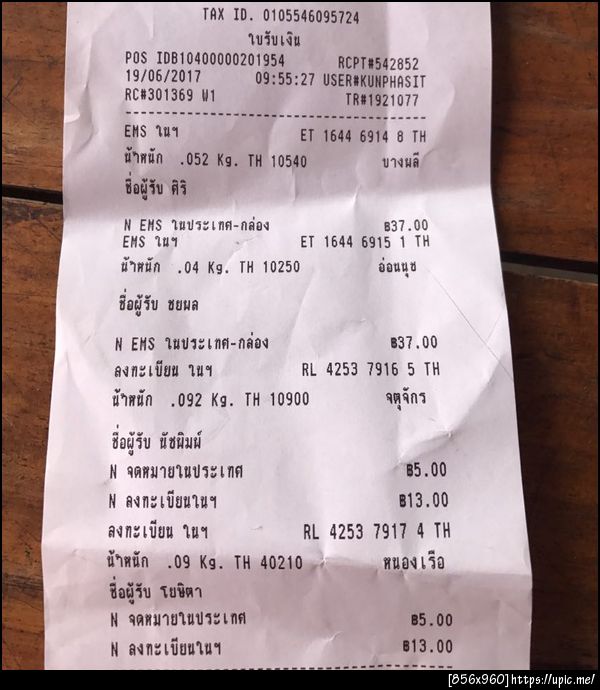 TAX ID. 0105546095724
ใบรับเงิน
POS IDB10400000201954 RCPT#542852
19/06/2017 09:55:27 USER#KUNPHASIT
RC#301369 W1 TR#1921077
EMS ในฯ ET 1644 6914 8 TH
น้ำหนัก .052 Kg. TH 10540 บางพลี
ชื่อผู้รับ ศิริ
N EMS ในประเทศ-กล่อง ฿37.00
EMS ในฯ ET 1644 6915 1 TH
น้ำหนัก .04 Kg. TH 10250 อ่อนนุช
ชื่อผู้รับ ชยผล
N EMS ในประเทศ-กล่อง ฿37.00
ลงทะเบียน ในฯ RL 4253 7916 5 TH
น้ำหนัก .092 Kg. TH 10900 จตุจักร
ชื่อผู้รับ นัชพิมพ์
N จดหมายในประเทศ ฿5.00
N ลงทะเบียนในฯ ฿13.00
ลงทะเบียน ในฯ RL 4253 7917 4 TH
น้ำหนัก .09 Kg. TH 40210 หนองเรือ
ชื่อผู้รับ โยษิตา
N จดหมายในประเทศ ฿5.00
N ลงทะเบียนในฯ ฿13.00
[856x960]https://upic.me/